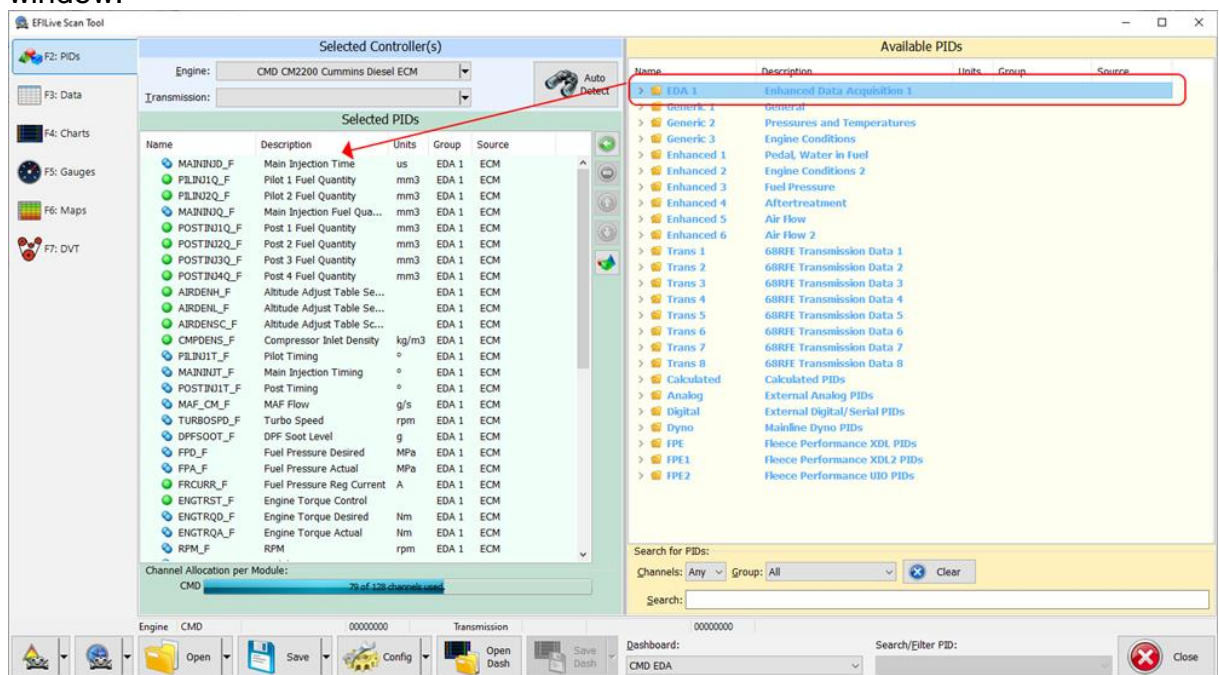 window.
EFILive Scan Tool
F2: PIDs
F3: Data
F4: Charts
F5: Gauges
F6: Maps
F7: DVT
Selected Controller(s)
Engine: CMD CM2200 Cummins Diesel ECM
Transmission:
Auto Detect
Selected PIDs
Name Description Units Group Source
MAININJD_F Main Injection Time us EDA 1 ECM
PILINJ1Q_F Pilot 1 Fuel Quantity mm3 EDA 1 ECM
PILINJ2Q_F Pilot 2 Fuel Quantity mm3 EDA 1 ECM
MAININJQ_F Main Injection Fuel Qua... mm3 EDA 1 ECM
POSTINJ1Q_F Post 1 Fuel Quantity mm3 EDA 1 ECM
POSTINJ2Q_F Post 2 Fuel Quantity mm3 EDA 1 ECM
POSTINJ3Q_F Post 3 Fuel Quantity mm3 EDA 1 ECM
POSTINJ4Q_F Post 4 Fuel Quantity mm3 EDA 1 ECM
AIRDENH_F Altitude Adjust Table Se... EDA 1 ECM
AIRDENL_F Altitude Adjust Table Se... EDA 1 ECM
AIRDENSC_F Altitude Adjust Table Sc... EDA 1 ECM
CMPDENS_F Compressor Inlet Density kg/m3 EDA 1 ECM
PILINJ1T_F Pilot Timing ° EDA 1 ECM
MAININJT_F Main Injection Timing ° EDA 1 ECM
POSTINJ1T_F Post Timing ° EDA 1 ECM
MAF_CM_F MAF Flow g/s EDA 1 ECM
TURBOSPD_F Turbo Speed rpm EDA 1 ECM
DPFSOOT_F DPF Soot Level g EDA 1 ECM
FPD_F Fuel Pressure Desired MPa EDA 1 ECM
FPA_F Fuel Pressure Actual MPa EDA 1 ECM
FRCURR_F Fuel Pressure Reg Current A EDA 1 ECM
ENGTRST_F Engine Torque Control EDA 1 ECM
ENGTRQD_F Engine Torque Desired Nm EDA 1 ECM
ENGTRQA_F Engine Torque Actual Nm EDA 1 ECM
RPM_F RPM rpm EDA 1 ECM
Channel Allocation per Module:
CMD 79 of 128 channels used.
Available PIDs
Name Description Units Group Source
EDA 1 Enhanced Data Acquisition 1
Generic 1 General
Generic 2 Pressures and Temperatures
Generic 3 Engine Conditions
Enhanced 1 Pedal, Water in Fuel
Enhanced 2 Engine Conditions 2
Enhanced 3 Fuel Pressure
Enhanced 4 Aftertreatment
Enhanced 5 Air Flow
Enhanced 6 Air Flow 2
Trans 1 68RFE Transmission Data 1
Trans 2 68RFE Transmission Data 2
Trans 3 68RFE Transmission Data 3
Trans 4 68RFE Transmission Data 4
Trans 5 68RFE Transmission Data 5
Trans 6 68RFE Transmission Data 6
Trans 7 68RFE Transmission Data 7
Trans 8 68RFE Transmission Data 8
Calculated Calculated PIDs
Analog External Analog PIDs
Digital External Digital/Serial PIDs
Dyno Mainline Dyno PIDs
FPE Fleece Performance XDL PIDs
FPE1 Fleece Performance XDL2 PIDs
FPE2 Fleece Performance UIO PIDs
Search for PIDs:
Channels: Any Group: All Clear
Search:
Engine CMD 00000000 Transmission 00000000
Open Save Config Open Dash Save Dash
Dashboard: Search/Filter PID:
CMD EDA
Close